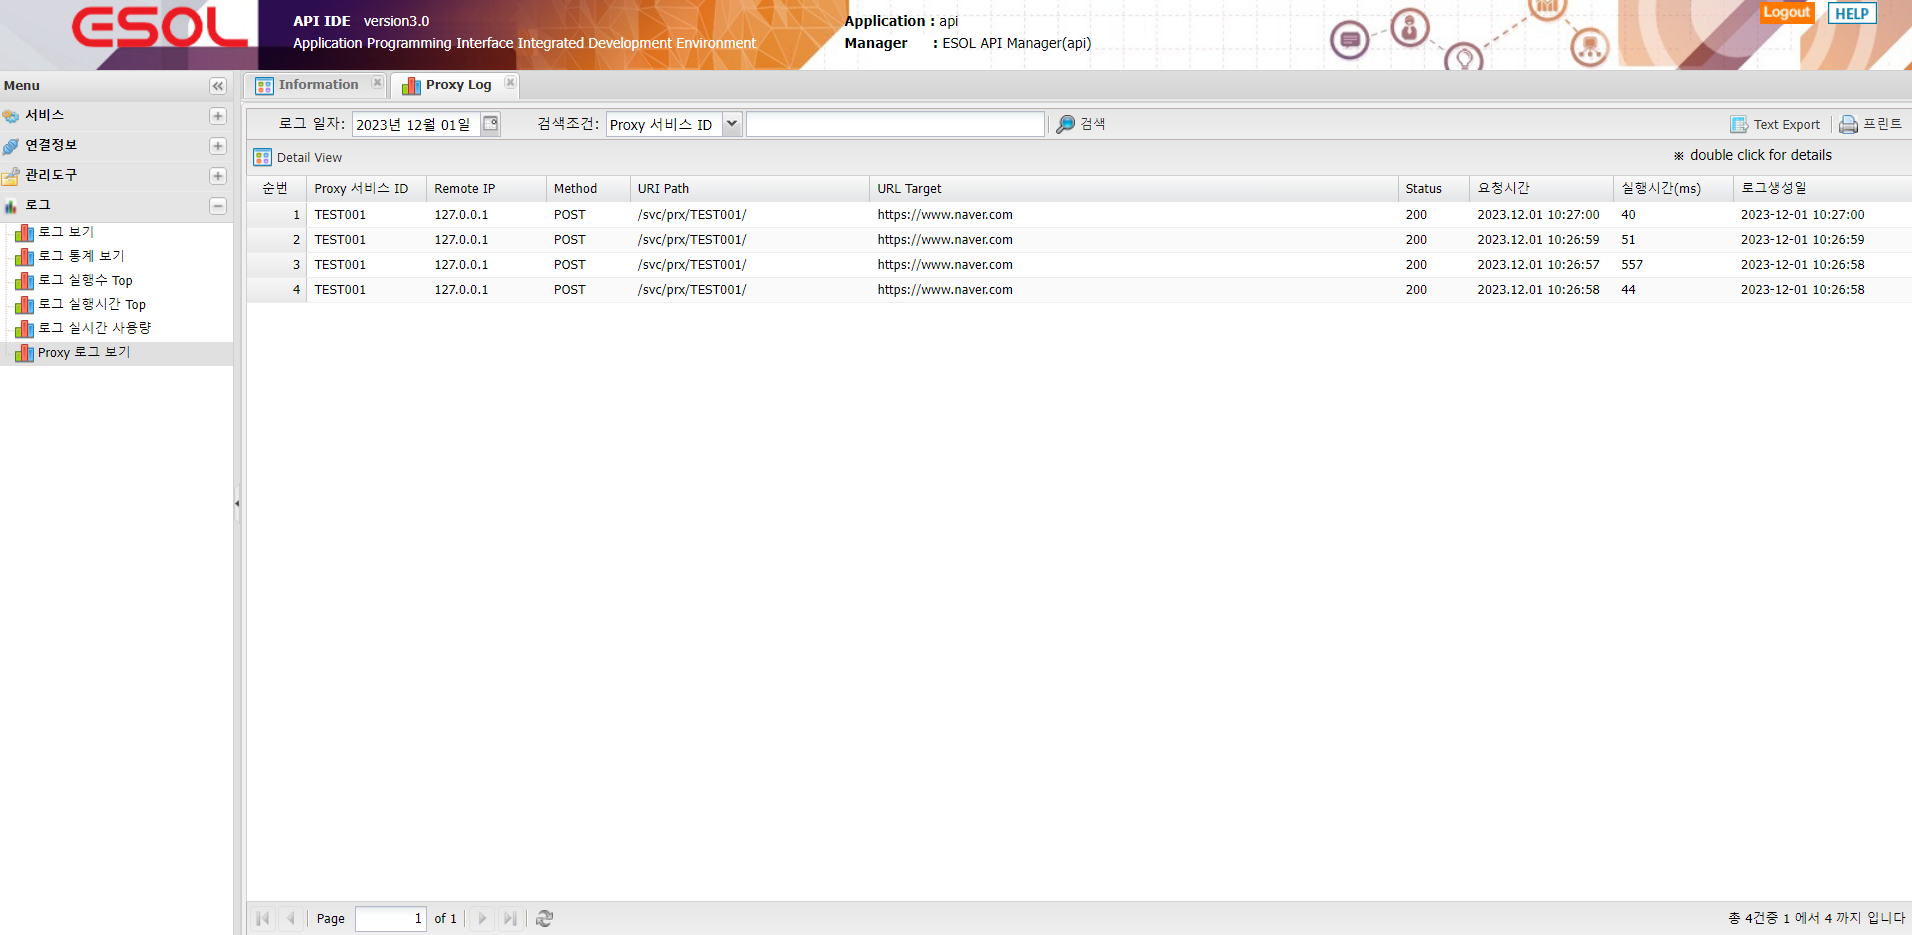 ESOL
API IDE version3.0
Application Programming Interface Integrated Development Environment
Application : api
Manager : ESOL API Manager(api)
Logout HELP
Menu
서비스
연결정보
관리도구
로그
로그 보기
로그 통계 보기
로그 실행수 Top
로그 실행시간 Top
로그 실시간 사용량
Proxy 로그 보기
Information Proxy Log
로그 일자: 2023년 12월 01일 검색조건: Proxy 서비스 ID 검색 Text Export 프린트
Detail View ※ double click for details
순번 Proxy 서비스 ID Remote IP Method URI Path URL Target Status 요청시간 실행시간(ms) 로그생성일
1 TEST001 127.0.0.1 POST /svc/prx/TEST001/ https://www.naver.com 200 2023.12.01 10:27:00 40 2023-12-01 10:27:00
2 TEST001 127.0.0.1 POST /svc/prx/TEST001/ https://www.naver.com 200 2023.12.01 10:26:59 51 2023-12-01 10:26:59
3 TEST001 127.0.0.1 POST /svc/prx/TEST001/ https://www.naver.com 200 2023.12.01 10:26:57 557 2023-12-01 10:26:58
4 TEST001 127.0.0.1 POST /svc/prx/TEST001/ https://www.naver.com 200 2023.12.01 10:26:58 44 2023-12-01 10:26:58
Page 1 of 1 총 4건중 1 에서 4 까지 입니다